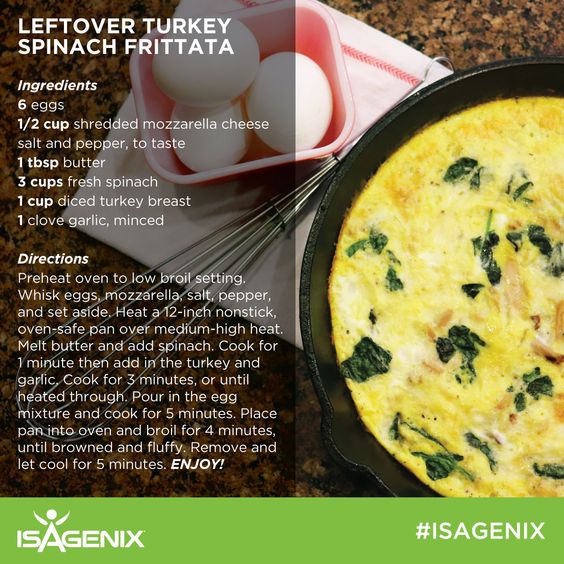 LEFTOVER TURKEY
SPINACH FRITTATA
Ingredients
6 eggs
1/2 cup shredded mozzarella cheese
salt and pepper, to taste
1 tbsp butter
3 cups fresh spinach
1 cup diced turkey breast
1 clove garlic, minced
Directions
Preheat oven to low broil setting.
Whisk eggs, mozzarella, salt, pepper,
and set aside. Heat a 12-inch nonstick,
oven-safe pan over medium-high heat.
Melt butter and add spinach. Cook for
1 minute then add in the turkey and
garlic. Cook for 3 minutes, or until
heated through. Pour in the egg
mixture and cook for 5 minutes. Place
pan into oven and broil for 4 minutes,
until browned and fluffy. Remove and
let cool for 5 minutes. ENJOY!
ISAGENIX
#ISAGENIX